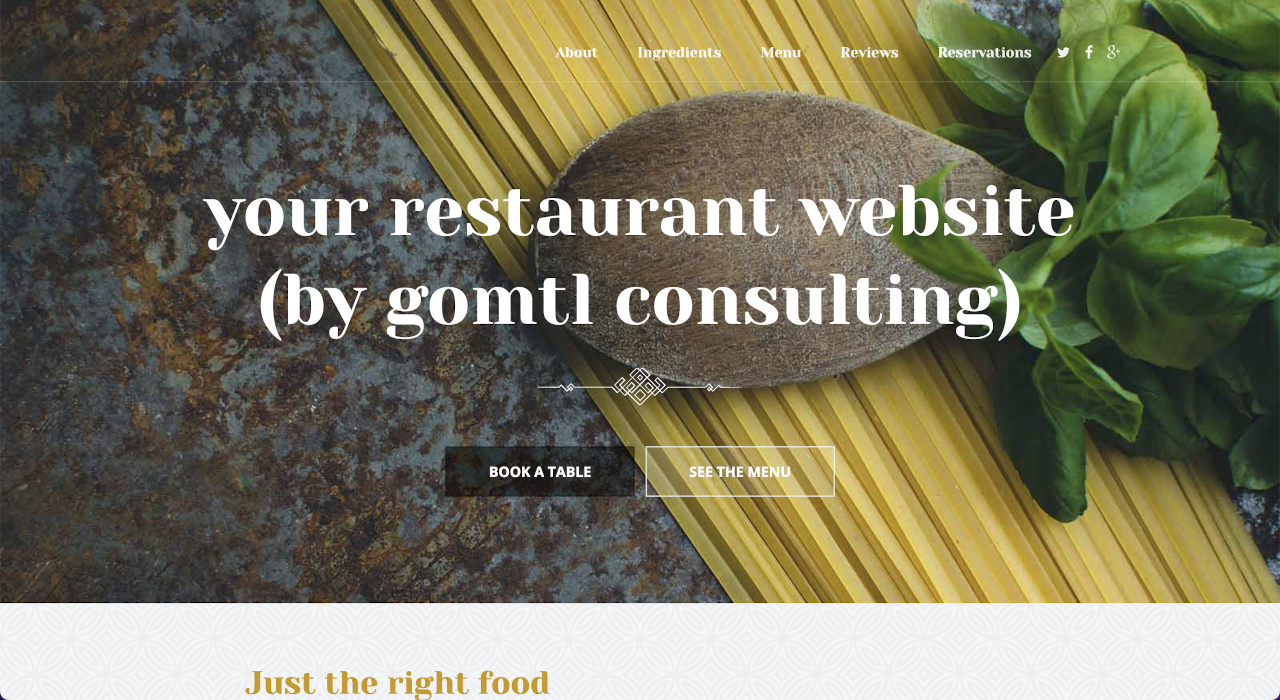 About Ingredients Menu Reviews Reservations
your restaurant website
(by gomtl consulting)
BOOK A TABLE SEE THE MENU
Just the right food